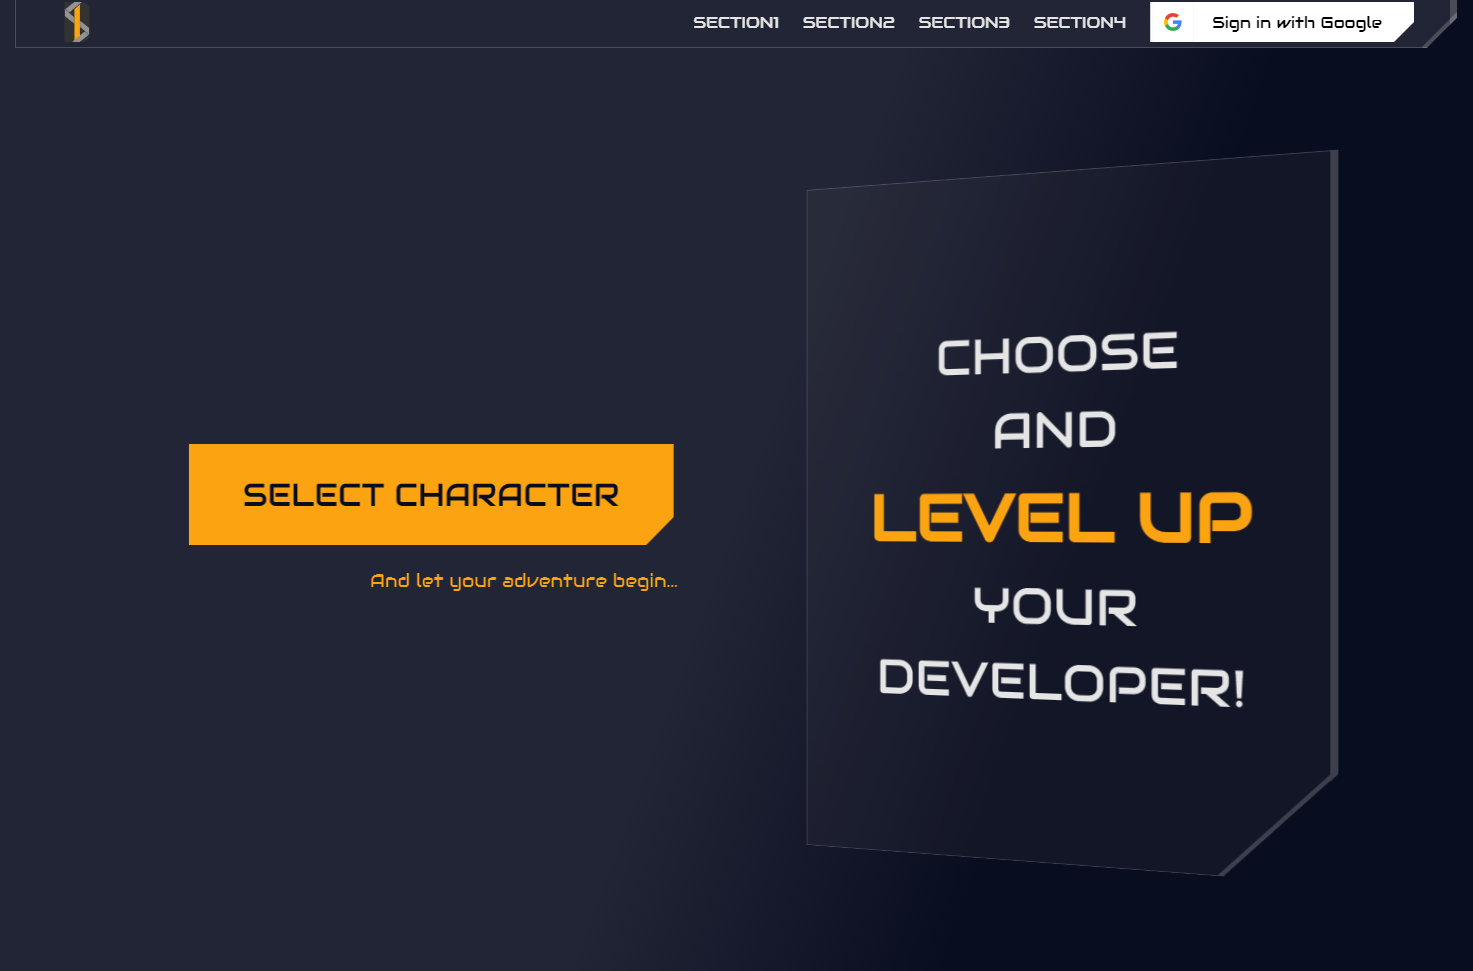 SECTION1 SECTION2 SECTION3 SECTION4 Sign in with Google
SELECT CHARACTER
And let your adventure begin...
CHOOSE
AND
LEVEL UP
YOUR
DEVELOPER!